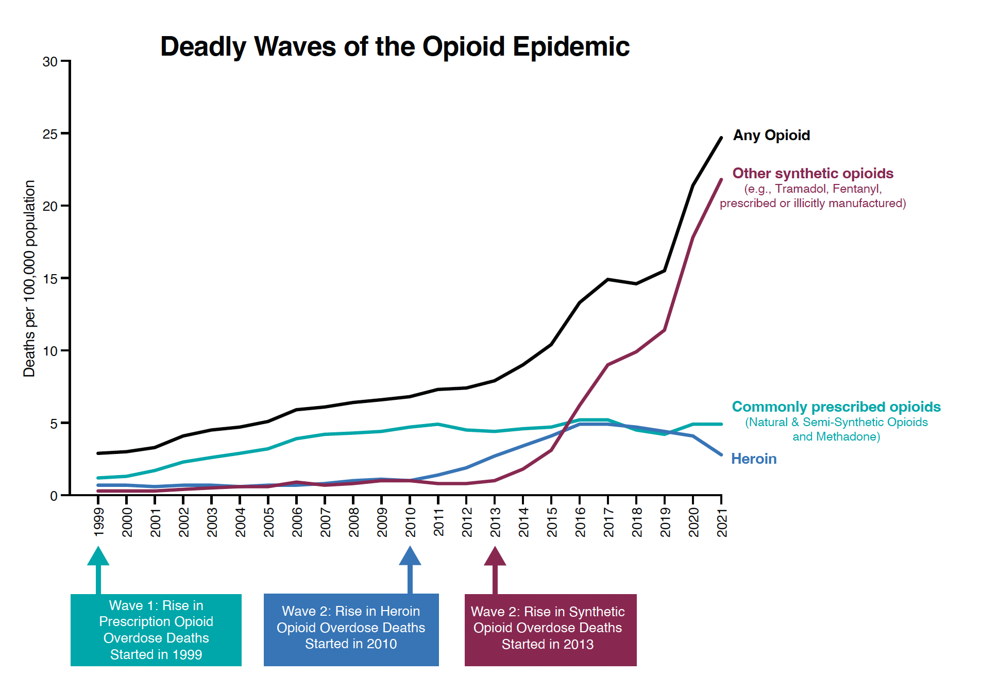 Deadly Waves of the Opioid Epidemic
30
25
20
15
10
5
0
Deaths per 100,000 population
Any Opioid
Other synthetic opioids
(e.g., Tramadol, Fentanyl,
prescribed or illicitly manufactured)
Commonly prescribed opioids
(Natural & Semi-Synthetic Opioids
and Methadone)
Heroin
1999
2000
2001
2002
2003
2004
2005
2006
2007
2008
2009
2010
2011
2012
2013
2014
2015
2016
2017
2018
2019
2020
2021
Wave 1: Rise in
Prescription Opioid
Overdose Deaths
Started in 1999
Wave 2: Rise in Heroin
Opioid Overdose Deaths
Started in 2010
Wave 2: Rise in Synthetic
Opioid Overdose Deaths
Started in 2013